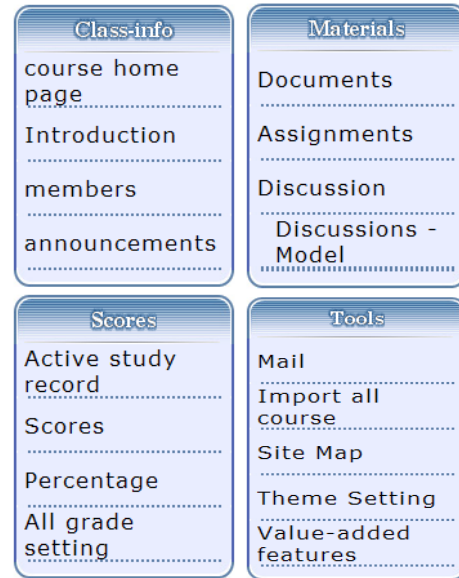 Class-info
course home
page
Introduction
members
announcements
Materials
Documents
Assignments
Discussion
Discussions -
Model
Scores
Active study
record
Scores
Percentage
All grade
setting
Tools
Mail
Import all
course
Site Map
Theme Setting
Value-added
features